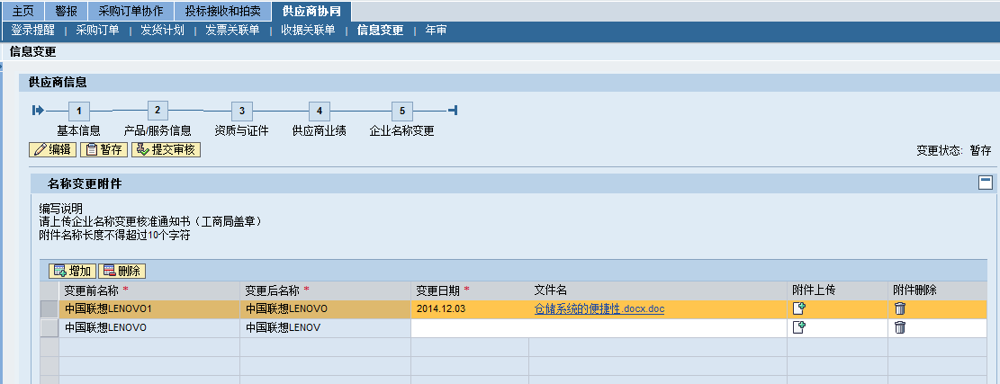 主页 警报 采购订单协作 投标接收和拍卖 供应商协同
登录提醒 采购订单 发货计划 发票关联单 收据关联单 信息变更 年审
信息变更
供应商信息
1 2 3 4 5
基本信息 产品/服务信息 资质与证件 供应商业绩 企业名称变更
编辑 暂存 提交审核 变更状态: 暂存
名称变更附件
编写说明
请上传企业名称变更核准通知书（工商局盖章）
附件名称长度不得超过10个字符
增加 删除
变更前名称 * 变更后名称 * 变更日期 * 文件名 附件上传 附件删除
中国联想LENOVO1 中国联想LENOVO 2014.12.03 仓储系统的便捷性.docx.doc
中国联想LENOVO 中国联想LENOV